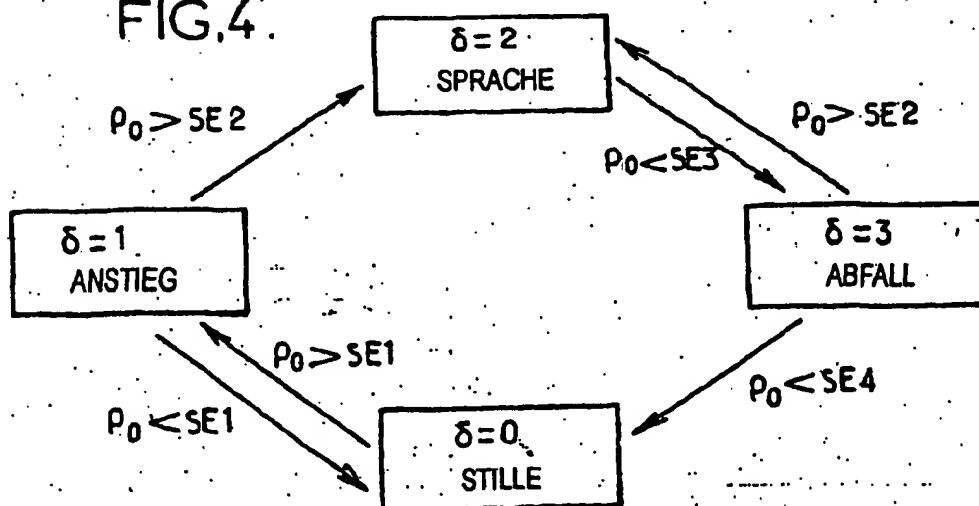 FIG.4.
δ=2
SPRACHE
ρ₀>SE2
ρ₀>SE2
ρ₀<SE3
δ=1
ANSTIEG
δ=3
ABFALL
ρ₀>SE1
ρ₀<SE4
ρ₀<SE1
δ=0
STILLE